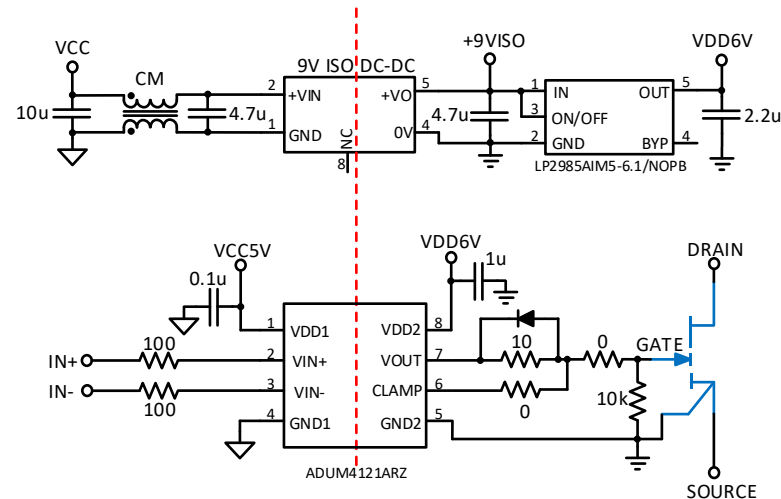 VCC
CM
9V ISO DC-DC
+9VISO
VDD6V
10u
4.7u
2
+VIN
+VO
5
4.7u
1
IN
OUT
5
3
ON/OFF
2.2u
1
GND
0V
4
2
GND
BYP
4
NC
8
LP2985AIM5-6.1/NOPB
VCC5V
VDD6V
DRAIN
0.1u
1u
1
VDD1
VDD2
8
10
0
GATE
IN+
100
2
VIN+
VOUT
7
IN-
100
3
VIN-
CLAMP
6
0
10k
4
GND1
GND2
5
ADUM4121ARZ
SOURCE